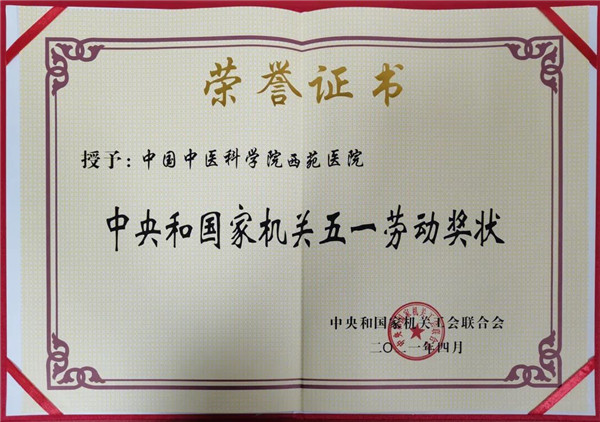 荣誉证书
授予：中国中医科学院西苑医院
中央和国家机关五一劳动奖状
中央和国家机关工会联合会
二〇二一年四月